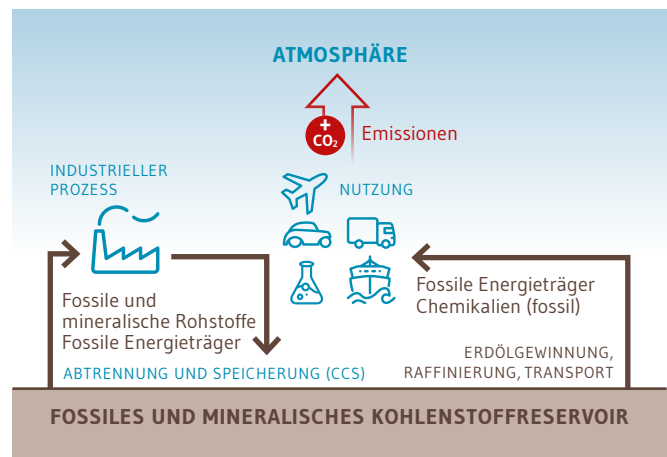 ATMOSPHÄRE
+
CO₂
Emissionen
INDUSTRIELLER
PROZESS
NUTZUNG
Fossile und
mineralische Rohstoffe
Fossile Energieträger
Fossile Energieträger
Chemikalien (fossil)
ABTRENNUNG UND SPEICHERUNG (CCS)
ERDÖLGEWINNUNG,
RAFFINIERUNG, TRANSPORT
FOSSILES UND MINERALISCHES KOHLENSTOFFRESERVOIR